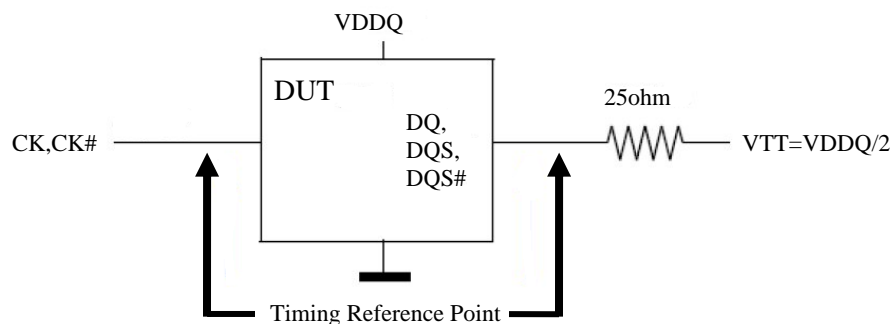 VDDQ
DUT
25ohm
DQ,
CK,CK#
DQS,
VTT=VDDQ/2
DQS#
Timing Reference Point